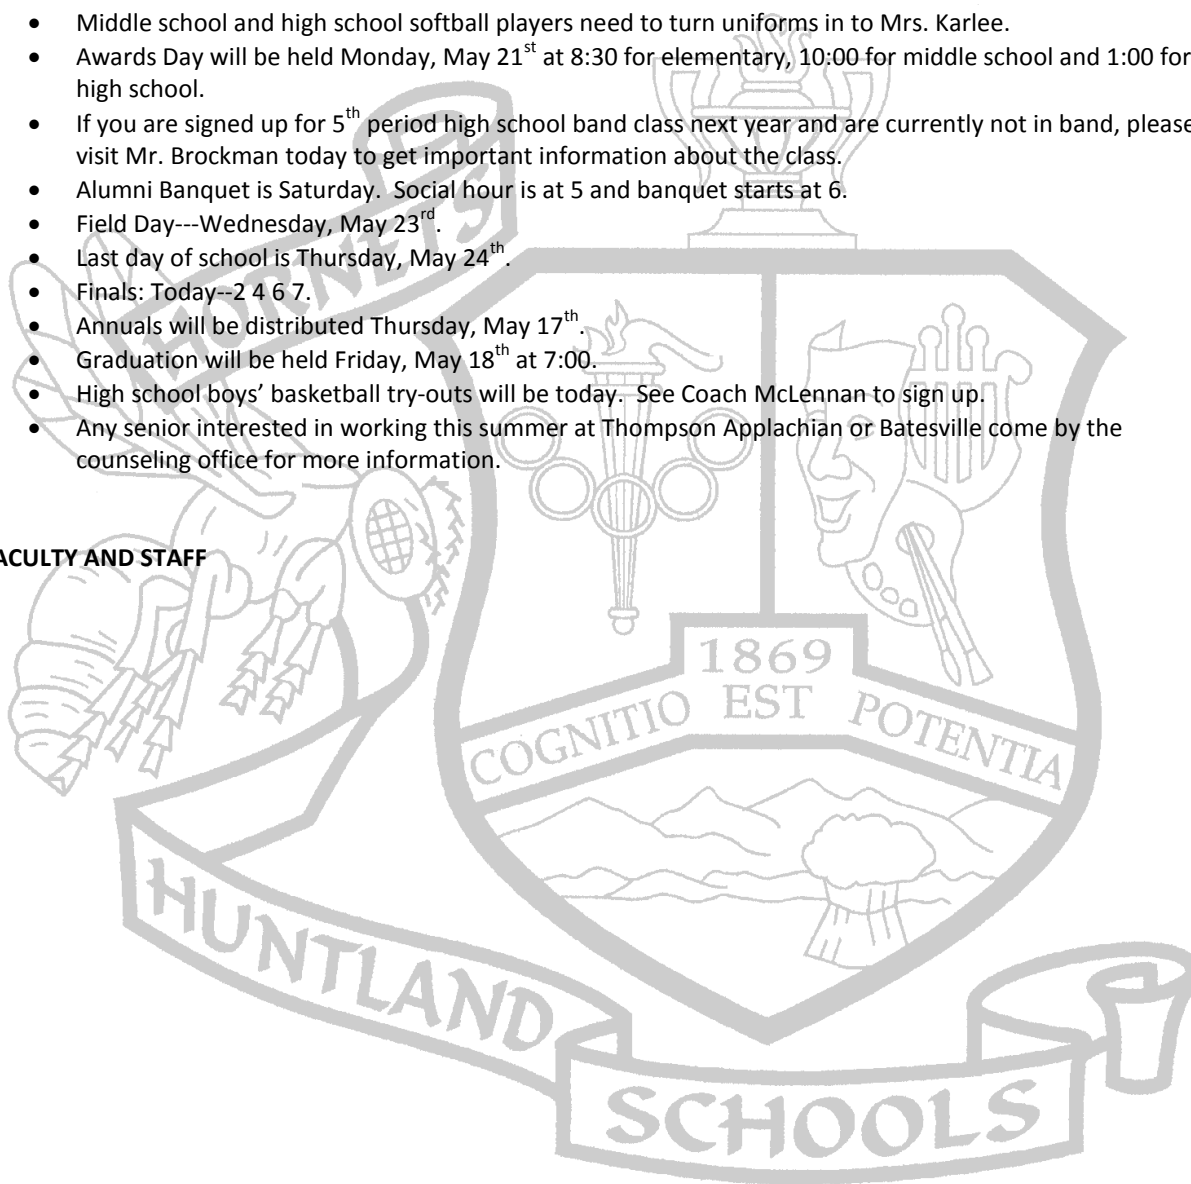 • Middle school and high school softball players need to turn uniforms in to Mrs. Karlee.
• Awards Day will be held Monday, May 21st at 8:30 for elementary, 10:00 for middle school and 1:00 for
high school.
• If you are signed up for 5th period high school band class next year and are currently not in band, please
visit Mr. Brockman today to get important information about the class.
• Alumni Banquet is Saturday.  Social hour is at 5 and banquet starts at 6.
• Field Day---Wednesday, May 23rd.
• Last day of school is Thursday, May 24th.
• Finals: Today--2 4 6 7.
• Annuals will be distributed Thursday, May 17th.
• Graduation will be held Friday, May 18th at 7:00.
• High school boys’ basketball try-outs will be today.  See Coach McLennan to sign up.
• Any senior interested in working this summer at Thompson Applachian or Batesville come by the
counseling office for more information.
ACULTY AND STAFF
HORNETS
1869
COGNITIO EST POTENTIA
HUNTLAND
SCHOOLS